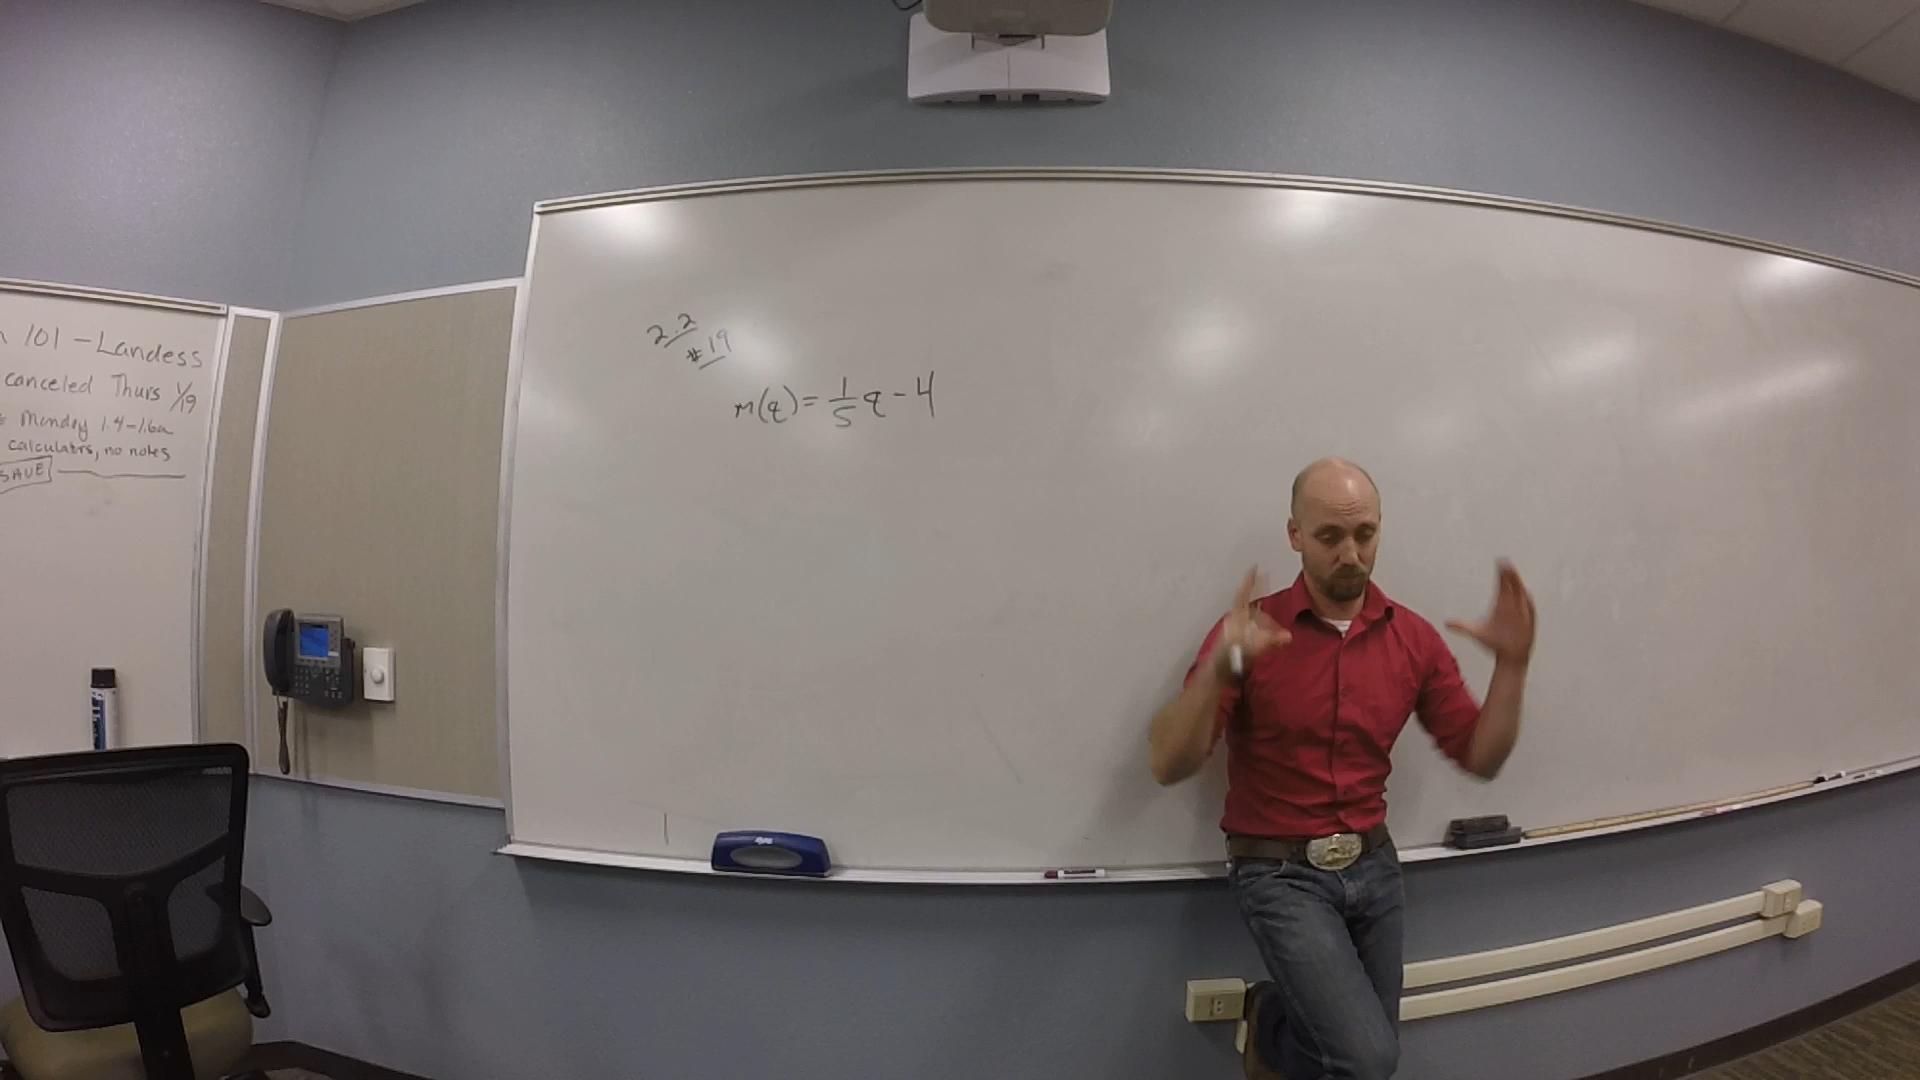 101 - Landess
canceled Thurs 1/19
Monday 1.4-1.6a
calculators, no notes
SAVE
2.2
#19
m(q)=1/5 q-4